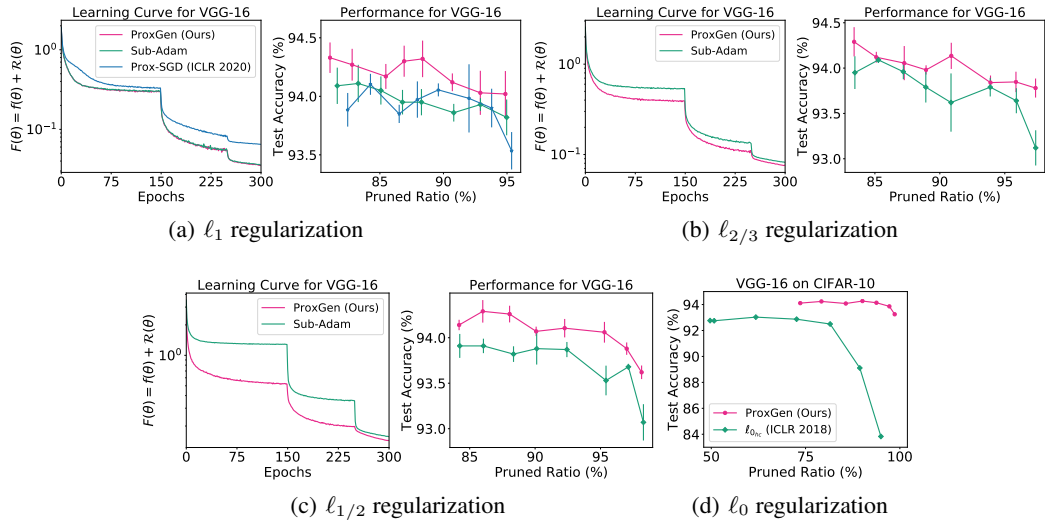 Learning Curve for VGG-16
F(θ) = f(θ) + R(θ)
10⁰
10⁻¹
ProxGen (Ours)
Sub-Adam
Prox-SGD (ICLR 2020)
0 75 150 225 300
Epochs
Performance for VGG-16
Test Accuracy (%)
94.5
94.0
93.5
85 90 95
Pruned Ratio (%)
(a) ℓ₁ regularization
Learning Curve for VGG-16
F(θ) = f(θ) + R(θ)
10⁰
10⁻¹
ProxGen (Ours)
Sub-Adam
0 75 150 225 300
Epochs
Performance for VGG-16
Test Accuracy (%)
94.5
94.0
93.5
93.0
85 90 95
Pruned Ratio (%)
(b) ℓ₂/₃ regularization
Learning Curve for VGG-16
F(θ) = f(θ) + R(θ)
10⁰
ProxGen (Ours)
Sub-Adam
0 75 150 225 300
Epochs
Performance for VGG-16
Test Accuracy (%)
94.0
93.5
93.0
85 90 95
Pruned Ratio (%)
(c) ℓ₁/₂ regularization
VGG-16 on CIFAR-10
Test Accuracy (%)
94
92
90
88
86
84
ProxGen (Ours)
ℓ₀ₕc (ICLR 2018)
50 60 70 80 90 100
Pruned Ratio (%)
(d) ℓ₀ regularization